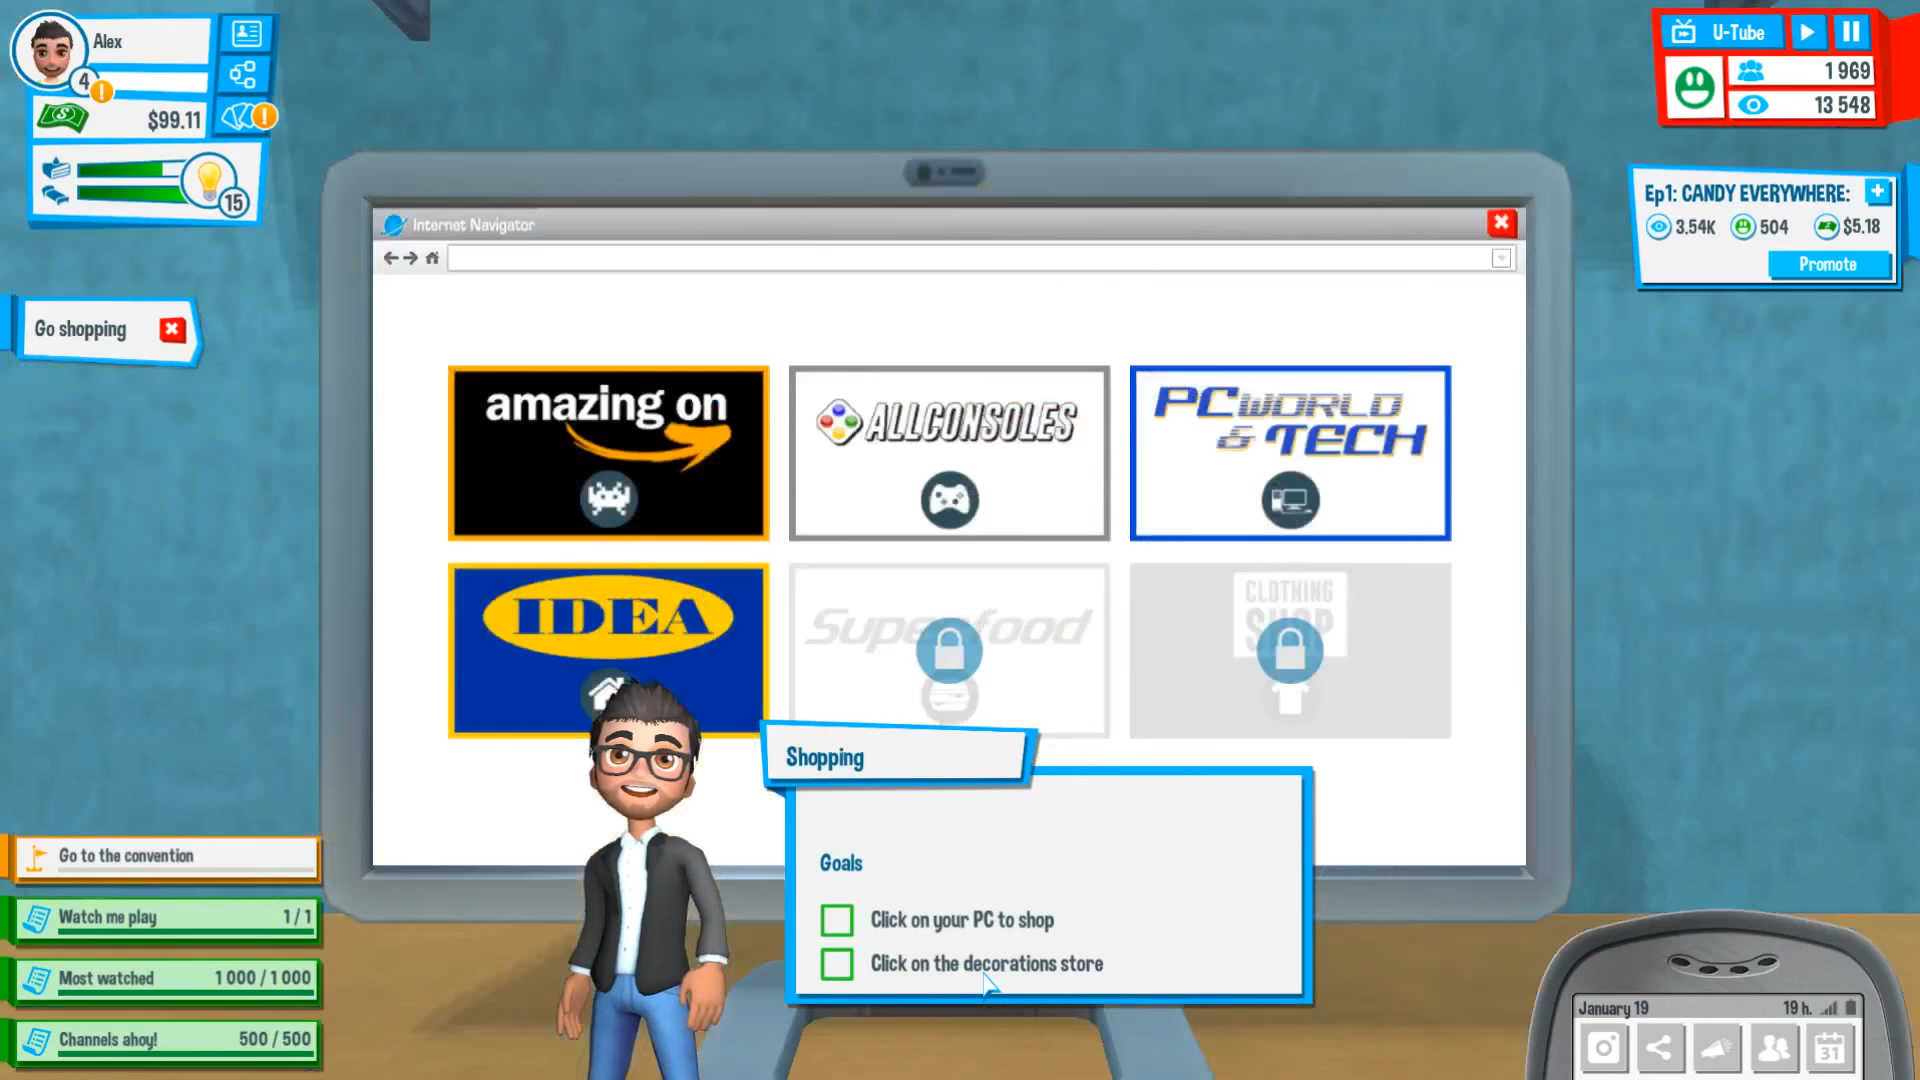 Alex
4
$99.11
15
U-Tube
1 969
13 548
Ep1: CANDY EVERYWHERE:
3.54K
504
$5.18
Promote
Internet Navigator
Go shopping
amazing on
ALLCONSOLES
PC WORLD
& TECH
IDEA
CLOTHING
SHOP
Shopping
Goals
Click on your PC to shop
Click on the decorations store
Go to the convention
Watch me play 1 / 1
Most watched 1 000 / 1 000
Channels ahoy! 500 / 500
January 19 19 h.
31